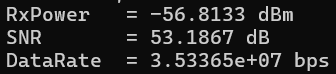 RxPower   = -56.8133 dBm
SNR       = 53.1867 dB
DataRate  = 3.53365e+07 bps